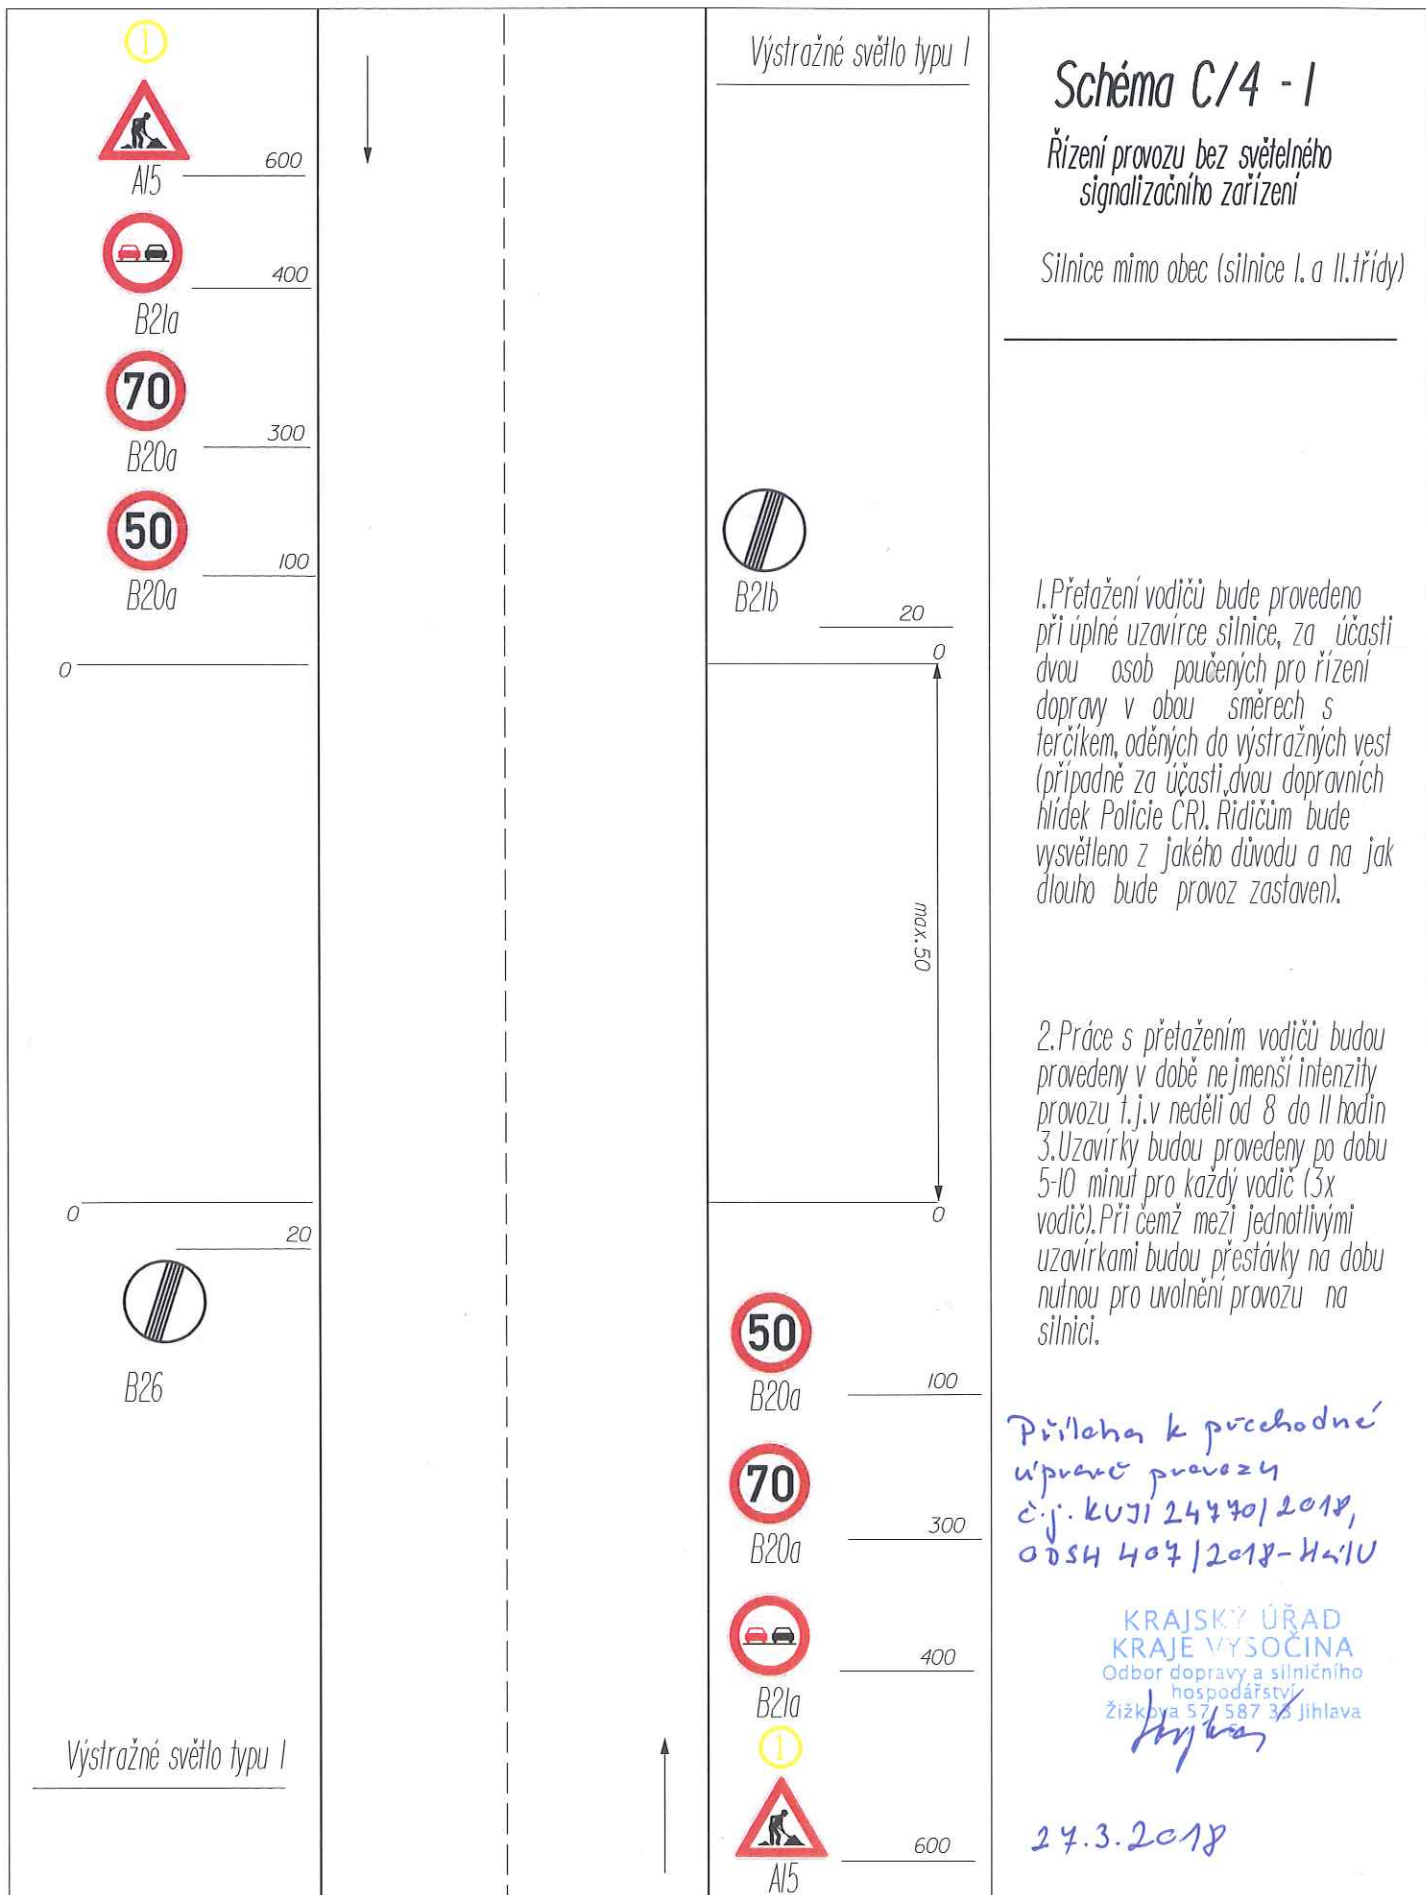 1
A15
600
B21a
400
70
B20a
300
50
B20a
100
0
0
20
B26
Výstražné světlo typu 1
Výstražné světlo typu 1
B21b
20
0
max.50
0
50
B20a
100
70
B20a
300
B21a
400
1
A15
600
Schéma C/4 - 1
Řízení provozu bez světelného
signalizačního zařízení
Silnice mimo obec (silnice I. a II.třídy)
1.Přetažení vodičů bude provedeno
při úplné uzavírce silnice, za účasti
dvou osob poučených pro řízení
dopravy v obou směrech s
terčíkem, oděných do výstražných vest
(případně za účasti dvou dopravních
hlídek Policie ČR). Řidičům bude
vysvětleno z jakého důvodu a na jak
dlouho bude provoz zastaven).
2.Práce s přetažením vodičů budou
provedeny v době nejmenší intenzity
provozu t.j.v neděli od 8 do 11 hodin
3.Uzavírky budou provedeny po dobu
5-10 minut pro každý vodič (3x
vodič).Při čemž mezi jednotlivými
uzavírkami budou přestávky na dobu
nutnou pro uvolnění provozu na
silnici.
Příloha k přechodné
úpravě provozu
č.j. KUJI 24770/2018,
ODSH 407/2018-
KRAJSKÝ ÚŘAD
KRAJE VYSOČINA
Odbor dopravy a silničního
hospodářství
Žižkova 57, 587 33 Jihlava
27.3.2018